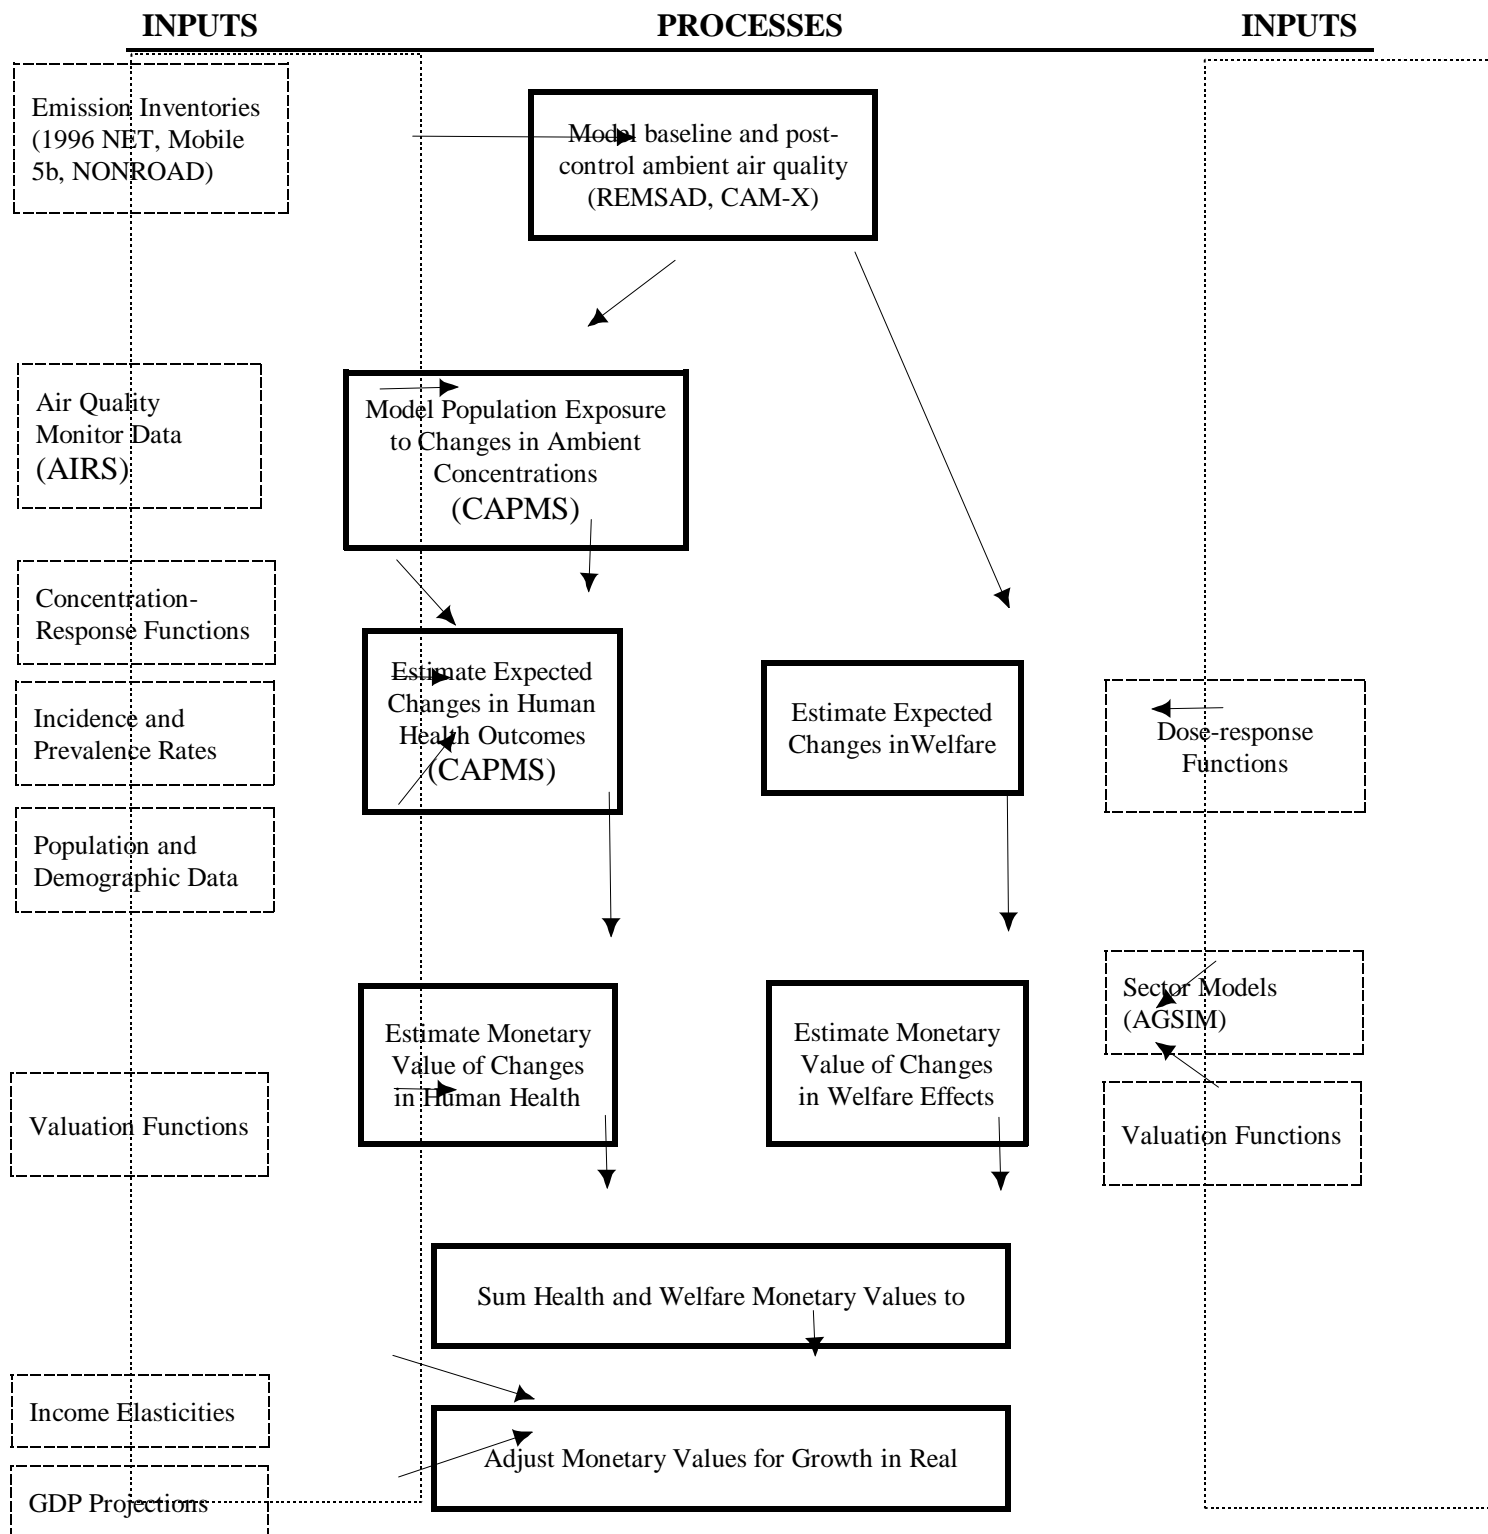 INPUTS
PROCESSES
INPUTS
Emission Inventories
(1996 NET, Mobile
5b, NONROAD)
Model baseline and post-
control ambient air quality
(REMSAD, CAM-X)
Air Quality
Monitor Data
(AIRS)
Model Population Exposure
to Changes in Ambient
Concentrations
(CAPMS)
Concentration-
Response Functions
Incidence and
Prevalence Rates
Population and
Demographic Data
Estimate Expected
Changes in Human
Health Outcomes
(CAPMS)
Estimate Expected
Changes inWelfare
Dose-response
Functions
Estimate Monetary
Value of Changes
in Human Health
Estimate Monetary
Value of Changes
in Welfare Effects
Sector Models
(AGSIM)
Valuation Functions
Valuation Functions
Sum Health and Welfare Monetary Values to
Income Elasticities
Adjust Monetary Values for Growth in Real
GDP Projections